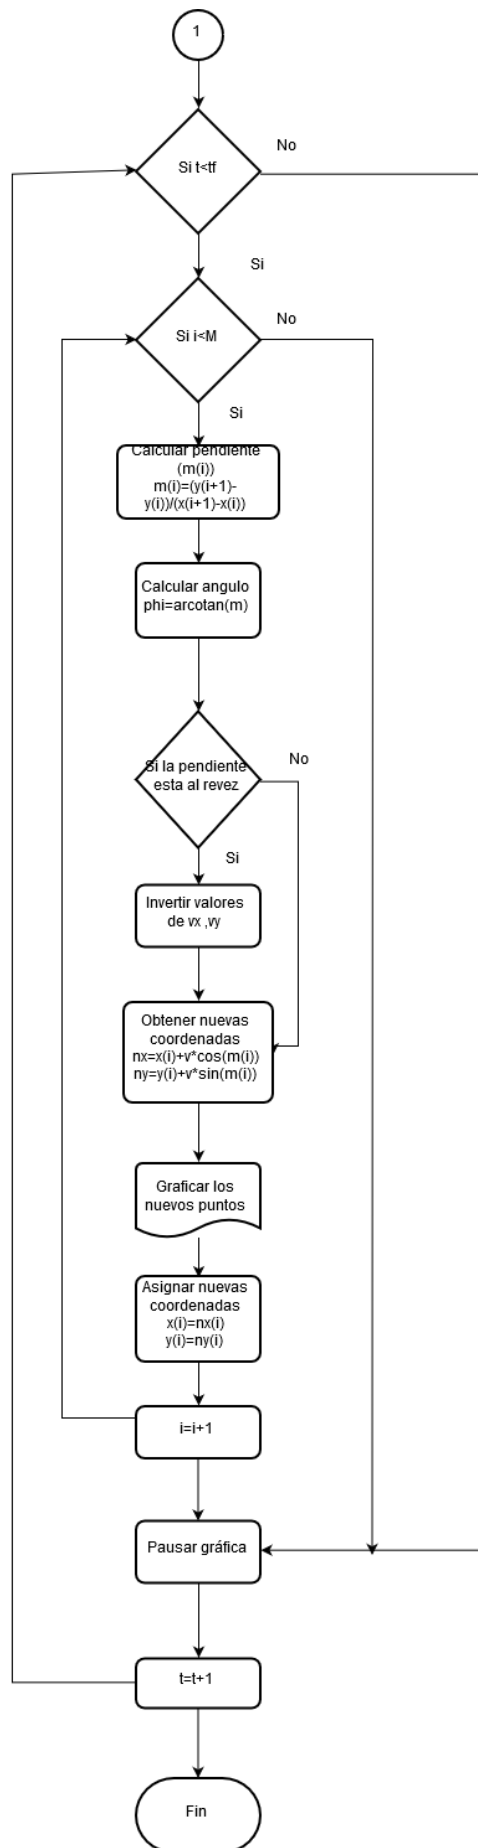 1
Si t<tf
No
Si
Si i<M
No
Si
Calcular pendiente
(m(i))
m(i)=(y(i+1)-
y(i))/(x(i+1)-x(i))
Calcular angulo
phi=arcotan(m)
Si la pendiente
esta al revez
No
Si
Invertir valores
de vx ,vy
Obtener nuevas
coordenadas
nx=x(i)+v*cos(m(i))
ny=y(i)+v*sin(m(i))
Graficar los
nuevos puntos
Asignar nuevas
coordenadas
x(i)=nx(i)
y(i)=ny(i)
i=i+1
Pausar gráfica
t=t+1
Fin